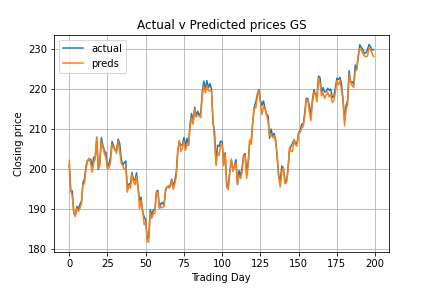 Actual v Predicted prices GS
actual
preds
Closing price
230
220
210
200
190
180
0 25 50 75 100 125 150 175 200
Trading Day